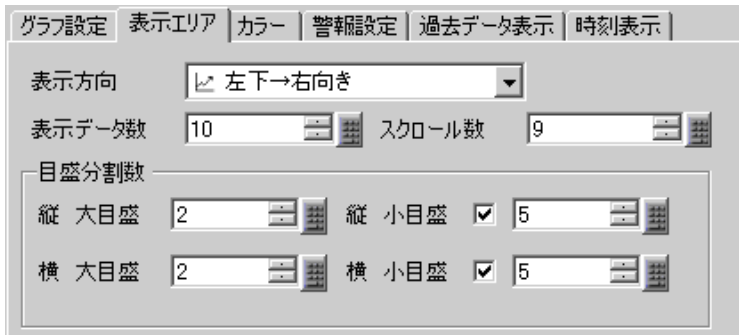 グラフ設定 表示エリア カラー 警報設定 過去データ表示 時刻表示
表示方向 左下→右向き
表示データ数 10 スクロール数 9
目盛分割数
縦 大目盛 2 縦 小目盛 5
横 大目盛 2 横 小目盛 5